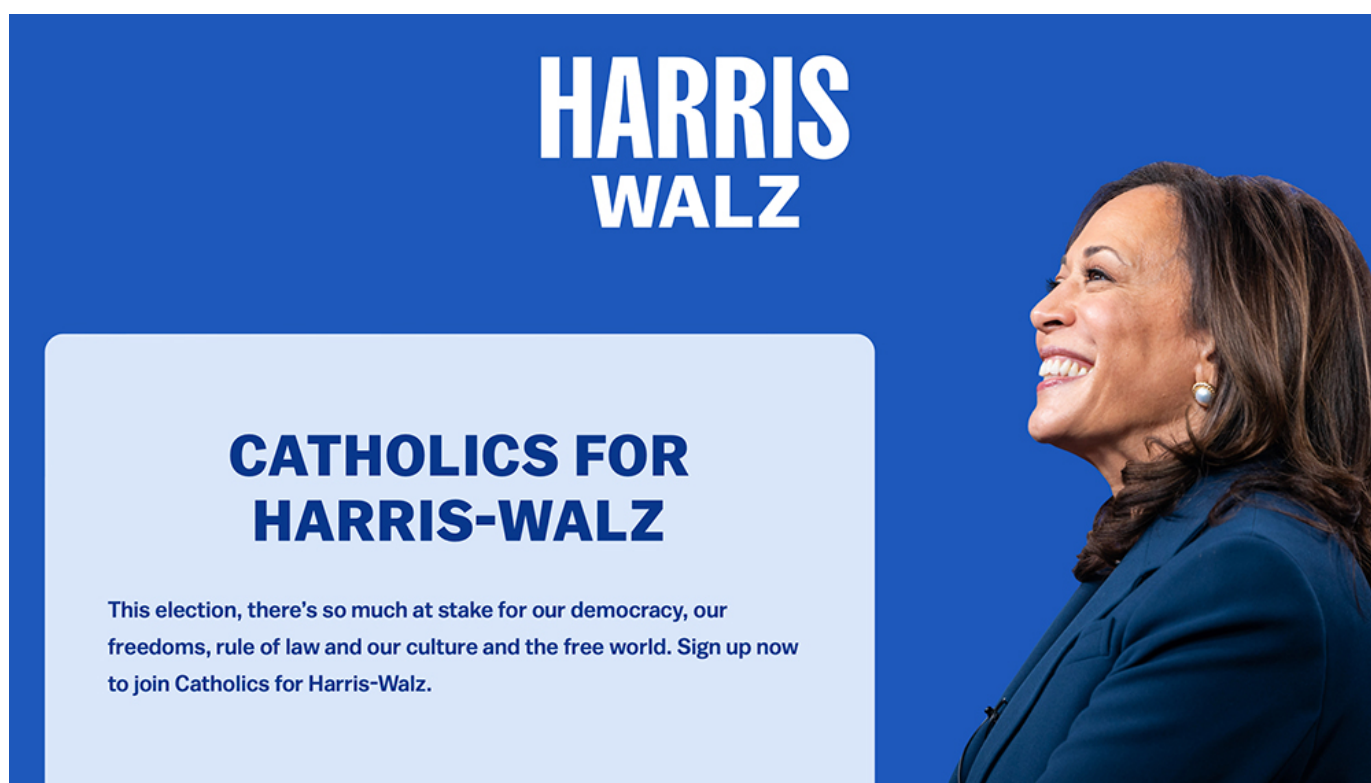 HARRIS
WALZ
CATHOLICS FOR
HARRIS-WALZ
This election, there’s so much at stake for our democracy, our
freedoms, rule of law and our culture and the free world. Sign up now
to join Catholics for Harris-Walz.